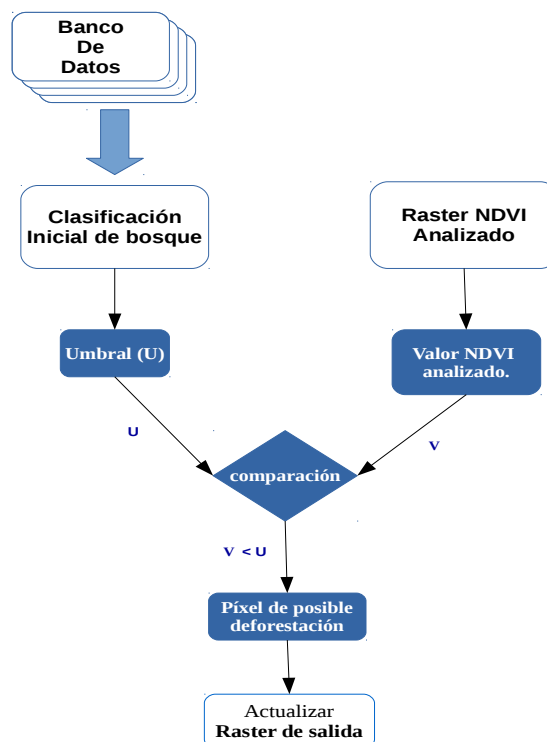 Banco
De
Datos
Clasificación
Inicial de bosque
Raster NDVI
Analizado
Umbral (U)
Valor NDVI
analizado.
U
V
comparación
V < U
Píxel de posible
deforestación
Actualizar
Raster de salida